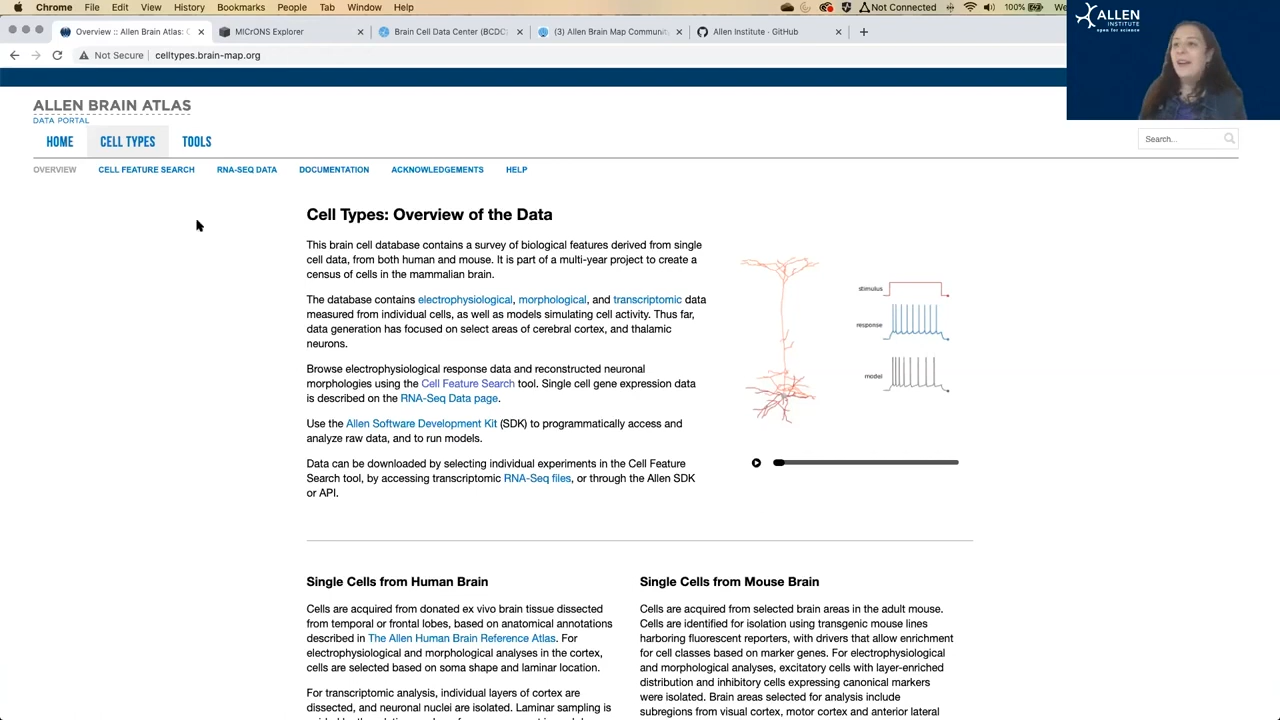 Chrome File Edit View History Bookmarks People Tab Window Help Not Connected 100% We
Overview :: Allen Brain Atlas: C MICrONS Explorer Brain Cell Data Center (BCDC: (3) Allen Brain Map Communit Allen Institute · GitHub
Not Secure celltypes.brain-map.org
ALLEN
INSTITUTE
open for science
ALLEN BRAIN ATLAS
DATA PORTAL
HOME CELL TYPES TOOLS
Search...
OVERVIEW CELL FEATURE SEARCH RNA-SEQ DATA DOCUMENTATION ACKNOWLEDGEMENTS HELP
Cell Types: Overview of the Data
This brain cell database contains a survey of biological features derived from single
cell data, from both human and mouse. It is part of a multi-year project to create a
census of cells in the mammalian brain.
The database contains electrophysiological, morphological, and transcriptomic data
measured from individual cells, as well as models simulating cell activity. Thus far,
data generation has focused on select areas of cerebral cortex, and thalamic
neurons.
Browse electrophysiological response data and reconstructed neuronal
morphologies using the Cell Feature Search tool. Single cell gene expression data
is described on the RNA-Seq Data page.
Use the Allen Software Development Kit (SDK) to programmatically access and
analyze raw data, and to run models.
Data can be downloaded by selecting individual experiments in the Cell Feature
Search tool, by accessing transcriptomic RNA-Seq files, or through the Allen SDK
or API.
stimulus
response
model
Single Cells from Human Brain
Cells are acquired from donated ex vivo brain tissue dissected
from temporal or frontal lobes, based on anatomical annotations
described in The Allen Human Brain Reference Atlas. For
electrophysiological and morphological analyses in the cortex,
cells are selected based on soma shape and laminar location.
For transcriptomic analysis, individual layers of cortex are
dissected, and neuronal nuclei are isolated. Laminar sampling is
Single Cells from Mouse Brain
Cells are acquired from selected brain areas in the adult mouse.
Cells are identified for isolation using transgenic mouse lines
harboring fluorescent reporters, with drivers that allow enrichment
for cell classes based on marker genes. For electrophysiological
and morphological analyses, excitatory cells with layer-enriched
distribution and inhibitory cells expressing canonical markers
were isolated. Brain areas selected for analysis include
subregions from visual cortex, motor cortex and anterior lateral